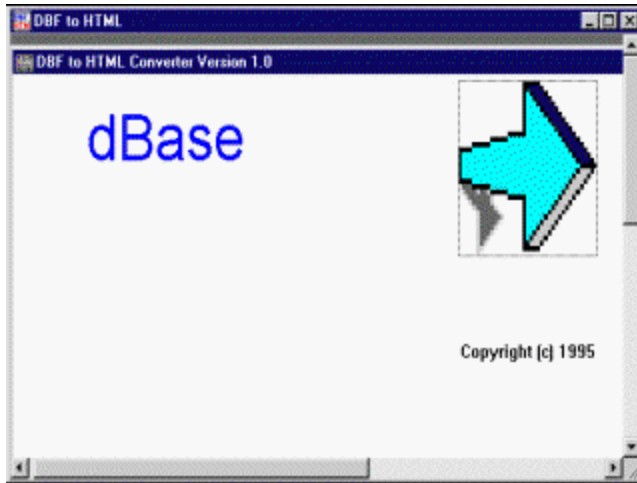 DBF to HTML
DBF to HTML Converter Version 1.0
dBase
Copyright (c) 1995